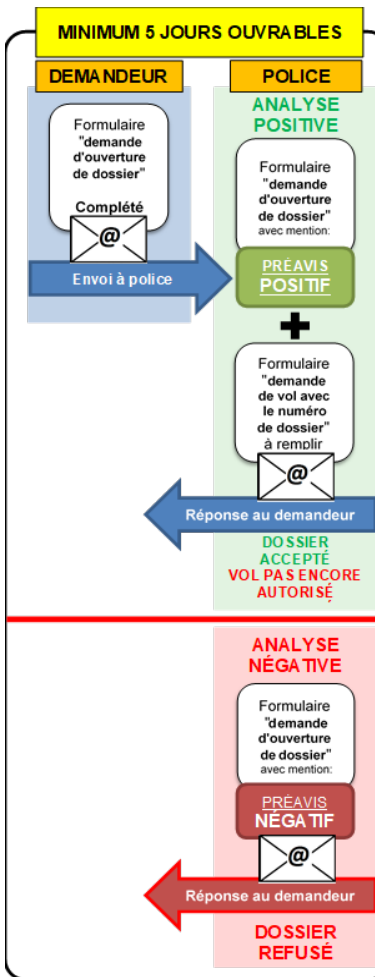 MINIMUM 5 JOURS OUVRABLES
DEMANDEUR
POLICE
Formulaire
"demande
d'ouverture
de dossier"
Complété
@
Envoi à police
ANALYSE
POSITIVE
Formulaire
"demande
d'ouverture
de dossier"
avec mention:
PRÉAVIS
POSITIF
+
Formulaire
"demande
de vol avec
le numéro
de dossier"
à remplir
@
Réponse au demandeur
DOSSIER
ACCEPTÉ
VOL PAS ENCORE
AUTORISÉ
ANALYSE
NÉGATIVE
Formulaire
"demande
d'ouverture
de dossier"
avec mention:
PRÉAVIS
NÉGATIF
@
Réponse au demandeur
DOSSIER
REFUSÉ